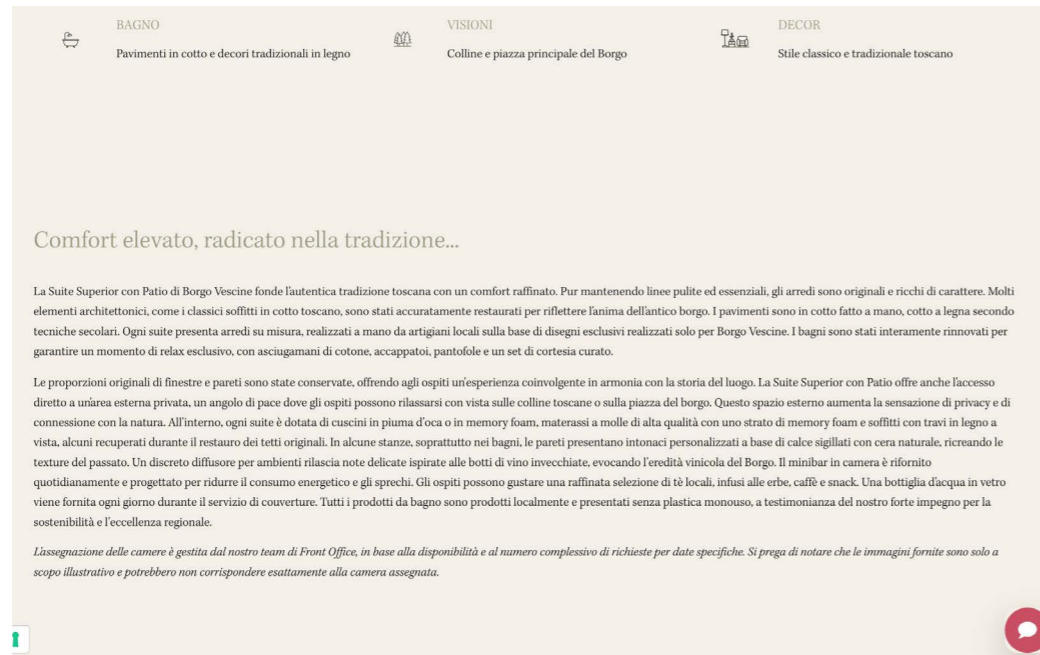 BAGNO
Pavimenti in cotto e decori tradizionali in legno
VISIONI
Colline e piazza principale del Borgo
DECOR
Stile classico e tradizionale toscano
Comfort elevato, radicato nella tradizione...
La Suite Superior con Patio di Borgo Vescine fonde l'autentica tradizione toscana con un comfort raffinato. Pur mantenendo linee pulite ed essenziali, gli arredi sono originali e ricchi di carattere. Molti
elementi architettonici, come i classici soffitti in cotto toscano, sono stati accuratamente restaurati per riflettere l'anima dell'antico borgo. I pavimenti sono in cotto fatto a mano, cotto a legna secondo
tecniche secolari. Ogni suite presenta arredi su misura, realizzati a mano da artigiani locali sulla base di disegni esclusivi realizzati solo per Borgo Vescine. I bagni sono stati interamente rinnovati per
garantire un momento di relax esclusivo, con asciugamani di cotone, accappatoi, pantofole e un set di cortesia curato.
Le proporzioni originali di finestre e pareti sono state conservate, offrendo agli ospiti un'esperienza coinvolgente in armonia con la storia del luogo. La Suite Superior con Patio offre anche l'accesso
diretto a un'area esterna privata, un angolo di pace dove gli ospiti possono rilassarsi con vista sulle colline toscane o sulla piazza del borgo. Questo spazio esterno aumenta la sensazione di privacy e di
connessione con la natura. All'interno, ogni suite è dotata di cuscini in piuma d'oca o in memory foam, materassi a molle di alta qualità con uno strato di memory foam e soffitti con travi in legno a
vista, alcuni recuperati durante il restauro dei tetti originali. In alcune stanze, soprattutto nei bagni, le pareti presentano intonaci personalizzati a base di calce sigillati con cera naturale, ricreando le
texture del passato. Un discreto diffusore per ambienti rilascia note delicate ispirate alle botti di vino invecchiate, evocando l'eredità vinicola del Borgo. Il minibar in camera è rifornito
quotidianamente e progettato per ridurre il consumo energetico e gli sprechi. Gli ospiti possono gustare una raffinata selezione di tè locali, infusi alle erbe, caffè e snack. Una bottiglia d'acqua in vetro
viene fornita ogni giorno durante il servizio di couverture. Tutti i prodotti da bagno sono prodotti localmente e presentati senza plastica monouso, a testimonianza del nostro forte impegno per la
sostenibilità e l'eccellenza regionale.
L'assegnazione delle camere è gestita dal nostro team di Front Office, in base alla disponibilità e al numero complessivo di richieste per date specifiche. Si prega di notare che le immagini fornite sono solo a
scopo illustrativo e potrebbero non corrispondere esattamente alla camera assegnata.